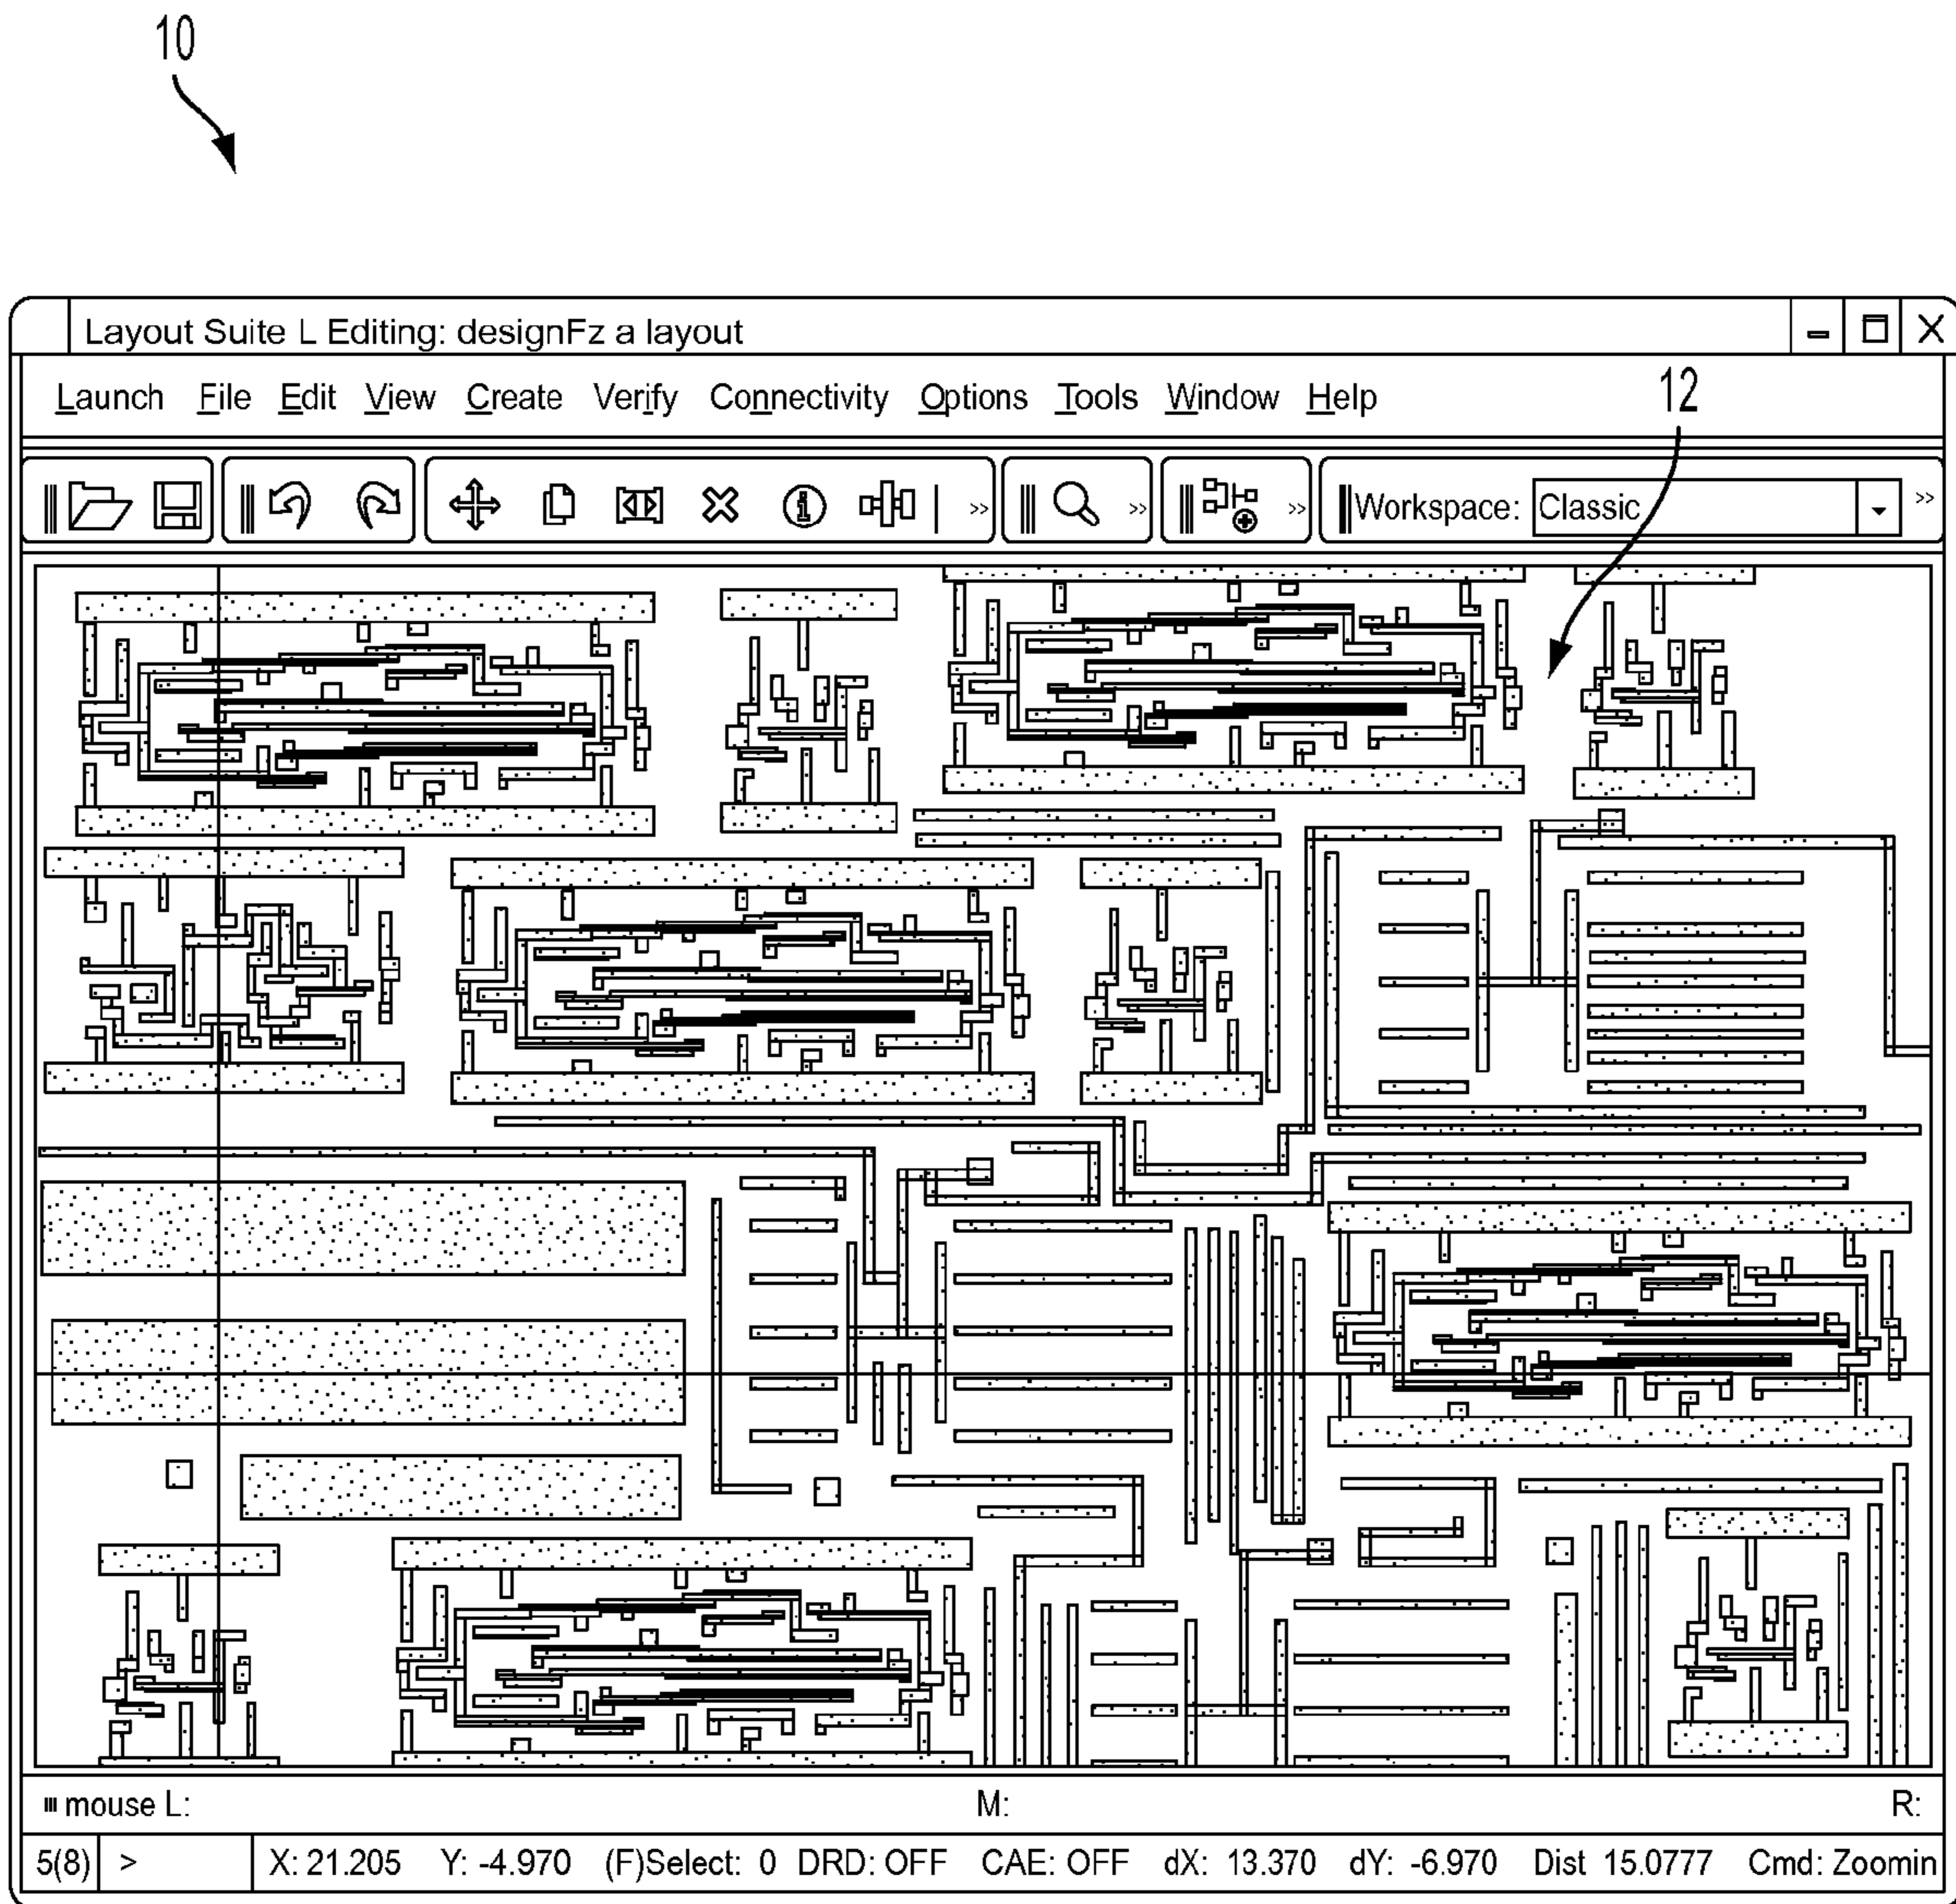 10
Layout Suite L Editing: designFz a layout
Launch File Edit View Create Verify Connectivity Options Tools Window Help
12
>> >> >> Workspace: Classic >>
mouse L: M: R:
5(8) > X: 21.205 Y: -4.970 (F)Select: 0 DRD: OFF CAE: OFF dX: 13.370 dY: -6.970 Dist 15.0777 Cmd: Zoomin